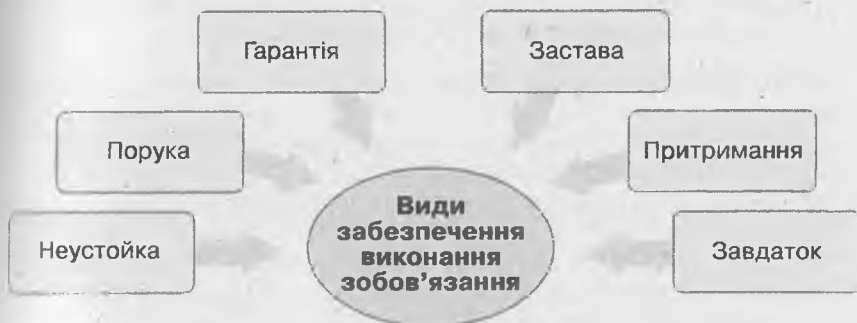 Гарантія
Застава
Порука
Притримання
Неустойка
Види
забезпечення
виконання
зобов’язання
Завдаток